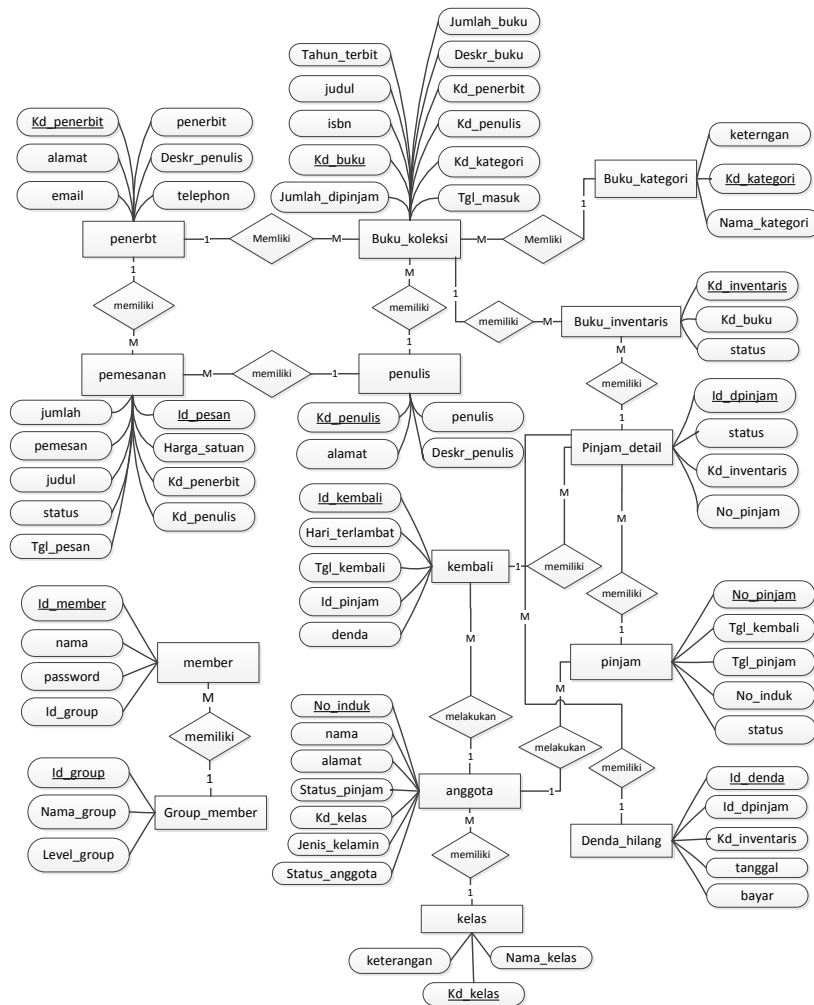 Jumlah_buku
Tahun_terbit
Deskr_buku
judul
Kd_penerbit
isbn
Kd_penulis
Kd_buku
Kd_kategori
Jumlah_dipinjam
Tgl_masuk
Kd_penerbit
penerbit
alamat
Deskr_penulis
email
telephon
penerbt
1
Memliki
M
Buku_koleksi
M
Memliki
1
Buku_kategori
keterngan
Kd_kategori
Nama_kategori
1
memiliki
M
M
memiliki
1
1
memiliki
M
Buku_inventaris
Kd_inventaris
Kd_buku
status
pemesanan
M
memiliki
1
penulis
M
memiliki
1
jumlah
Id_pesan
pemesan
Harga_satuan
judul
Kd_penerbit
status
Kd_penulis
Tgl_pesan
Kd_penulis
penulis
alamat
Deskr_penulis
Pinjam_detail
Id_dpinjam
status
Kd_inventaris
No_pinjam
Id_kembali
Hari_terlambat
Tgl_kembali
Id_pinjam
denda
kembali
1
memiliki
M
M
memiliki
1
M
melakukan
1
pinjam
No_pinjam
Tgl_kembali
Tgl_pinjam
No_induk
status
M
melakukan
1
M
memiliki
1
Id_member
nama
password
Id_group
member
M
memiliki
1
Id_group
Nama_group
Level_group
Group_member
No_induk
nama
alamat
Status_pinjam
Kd_kelas
Jenis_kelamin
Status_anggota
anggota
M
memiliki
1
kelas
keterangan
Nama_kelas
Kd_kelas
Denda_hilang
Id_denda
Id_dpinjam
Kd_inventaris
tanggal
bayar